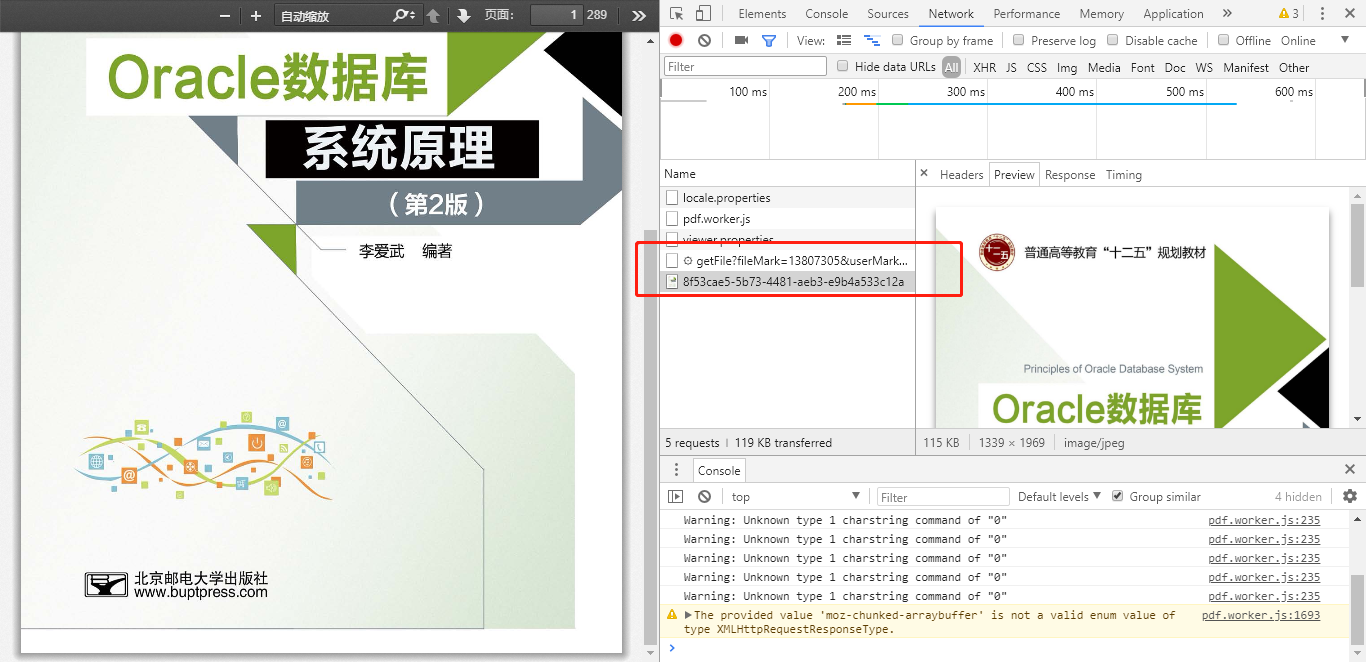 自动缩放
页面:
1
289
Oracle数据库
系统原理
(第2版)
李爱武 编著
北京邮电大学出版社
www.buptpress.com
Elements Console Sources Network Performance Memory Application » 3
View: Group by frame Preserve log Disable cache Offline Online
Filter Hide data URLs All XHR JS CSS Img Media Font Doc WS Manifest Other
100 ms 200 ms 300 ms 400 ms 500 ms 600 ms
Name
locale.properties
pdf.worker.js
viewer.properties
getFile?fileMark=13807305&userMark...
8f53cae5-5b73-4481-aeb3-e9b4a533c12a
5 requests | 119 KB transferred
× Headers Preview Response Timing
普通高等教育“十二五”规划教材
Principles of Oracle Database System
Oracle数据库
115 KB 1339 × 1969 image/jpeg
Console
top Filter Default levels Group similar 4 hidden
Warning: Unknown type 1 charstring command of "0" pdf.worker.js:235
Warning: Unknown type 1 charstring command of "0" pdf.worker.js:235
Warning: Unknown type 1 charstring command of "0" pdf.worker.js:235
Warning: Unknown type 1 charstring command of "0" pdf.worker.js:235
Warning: Unknown type 1 charstring command of "0" pdf.worker.js:235
The provided value 'moz-chunked-arraybuffer' is not a valid enum value of pdf.worker.js:1693
type XMLHttpRequestResponseType.